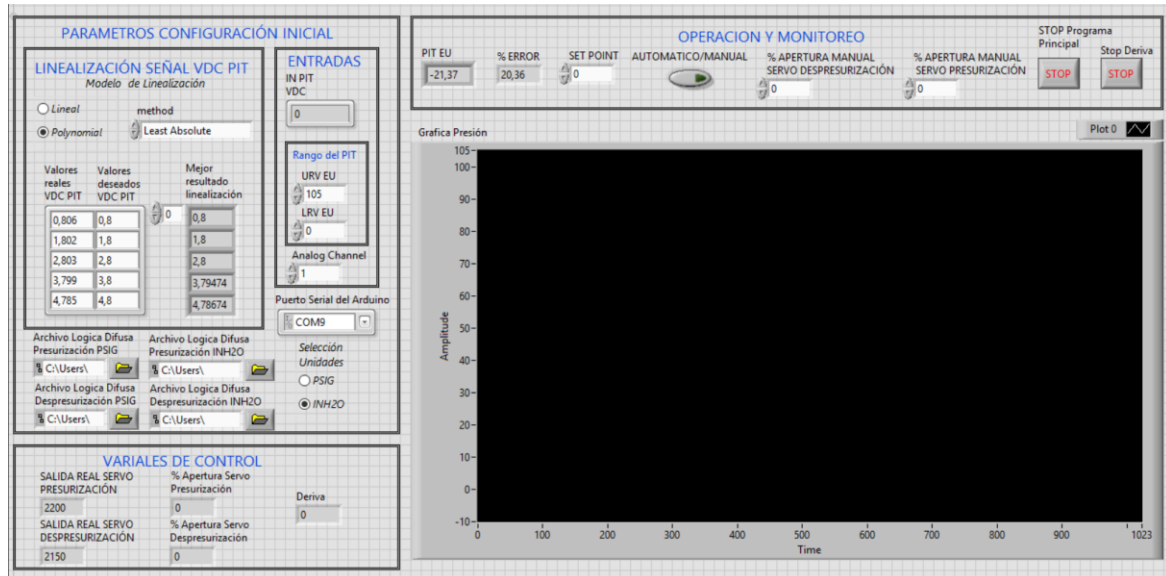 PARAMETROS CONFIGURACIÓN INICIAL
LINEALIZACIÓN SEÑAL VDC PIT
Modelo de Linealización
Lineal
Polynomial
method
Least Absolute
Valores reales VDC PIT
Valores deseados VDC PIT
Mejor resultado linealización
0,806 0,8 0 0,8
1,802 1,8 1,8
2,803 2,8 2,8
3,799 3,8 3,79474
4,785 4,8 4,78674
ENTRADAS
IN PIT
VDC
0
Rango del PIT
URV EU
105
LRV EU
0
Analog Channel
1
Puerto Serial del Arduino
COM9
Selección
Unidades
PSIG
INH2O
Archivo Logica Difusa
Presurización PSIG
C:\Users\
Archivo Logica Difusa
Presurización INH2O
C:\Users\
Archivo Logica Difusa
Despresurización PSIG
C:\Users\
Archivo Logica Difusa
Despresurización INH2O
C:\Users\
VARIALES DE CONTROL
SALIDA REAL SERVO
PRESURIZACIÓN
2200
% Apertura Servo
Presurización
0
SALIDA REAL SERVO
DESPRESURIZACIÓN
2150
% Apertura Servo
Despresurización
0
Deriva
0
OPERACION Y MONITOREO
PIT EU
-21,37
% ERROR
20,36
SET POINT
0
AUTOMATICO/MANUAL
% APERTURA MANUAL
SERVO DESPRESURIZACIÓN
0
% APERTURA MANUAL
SERVO PRESURIZACIÓN
0
STOP Programa
Principal
STOP
Stop Deriva
STOP
Grafica Presión
Plot 0
Amplitude
105
100
90
80
70
60
50
40
30
20
10
0
-10
0 100 200 300 400 500 600 700 800 900 1023
Time